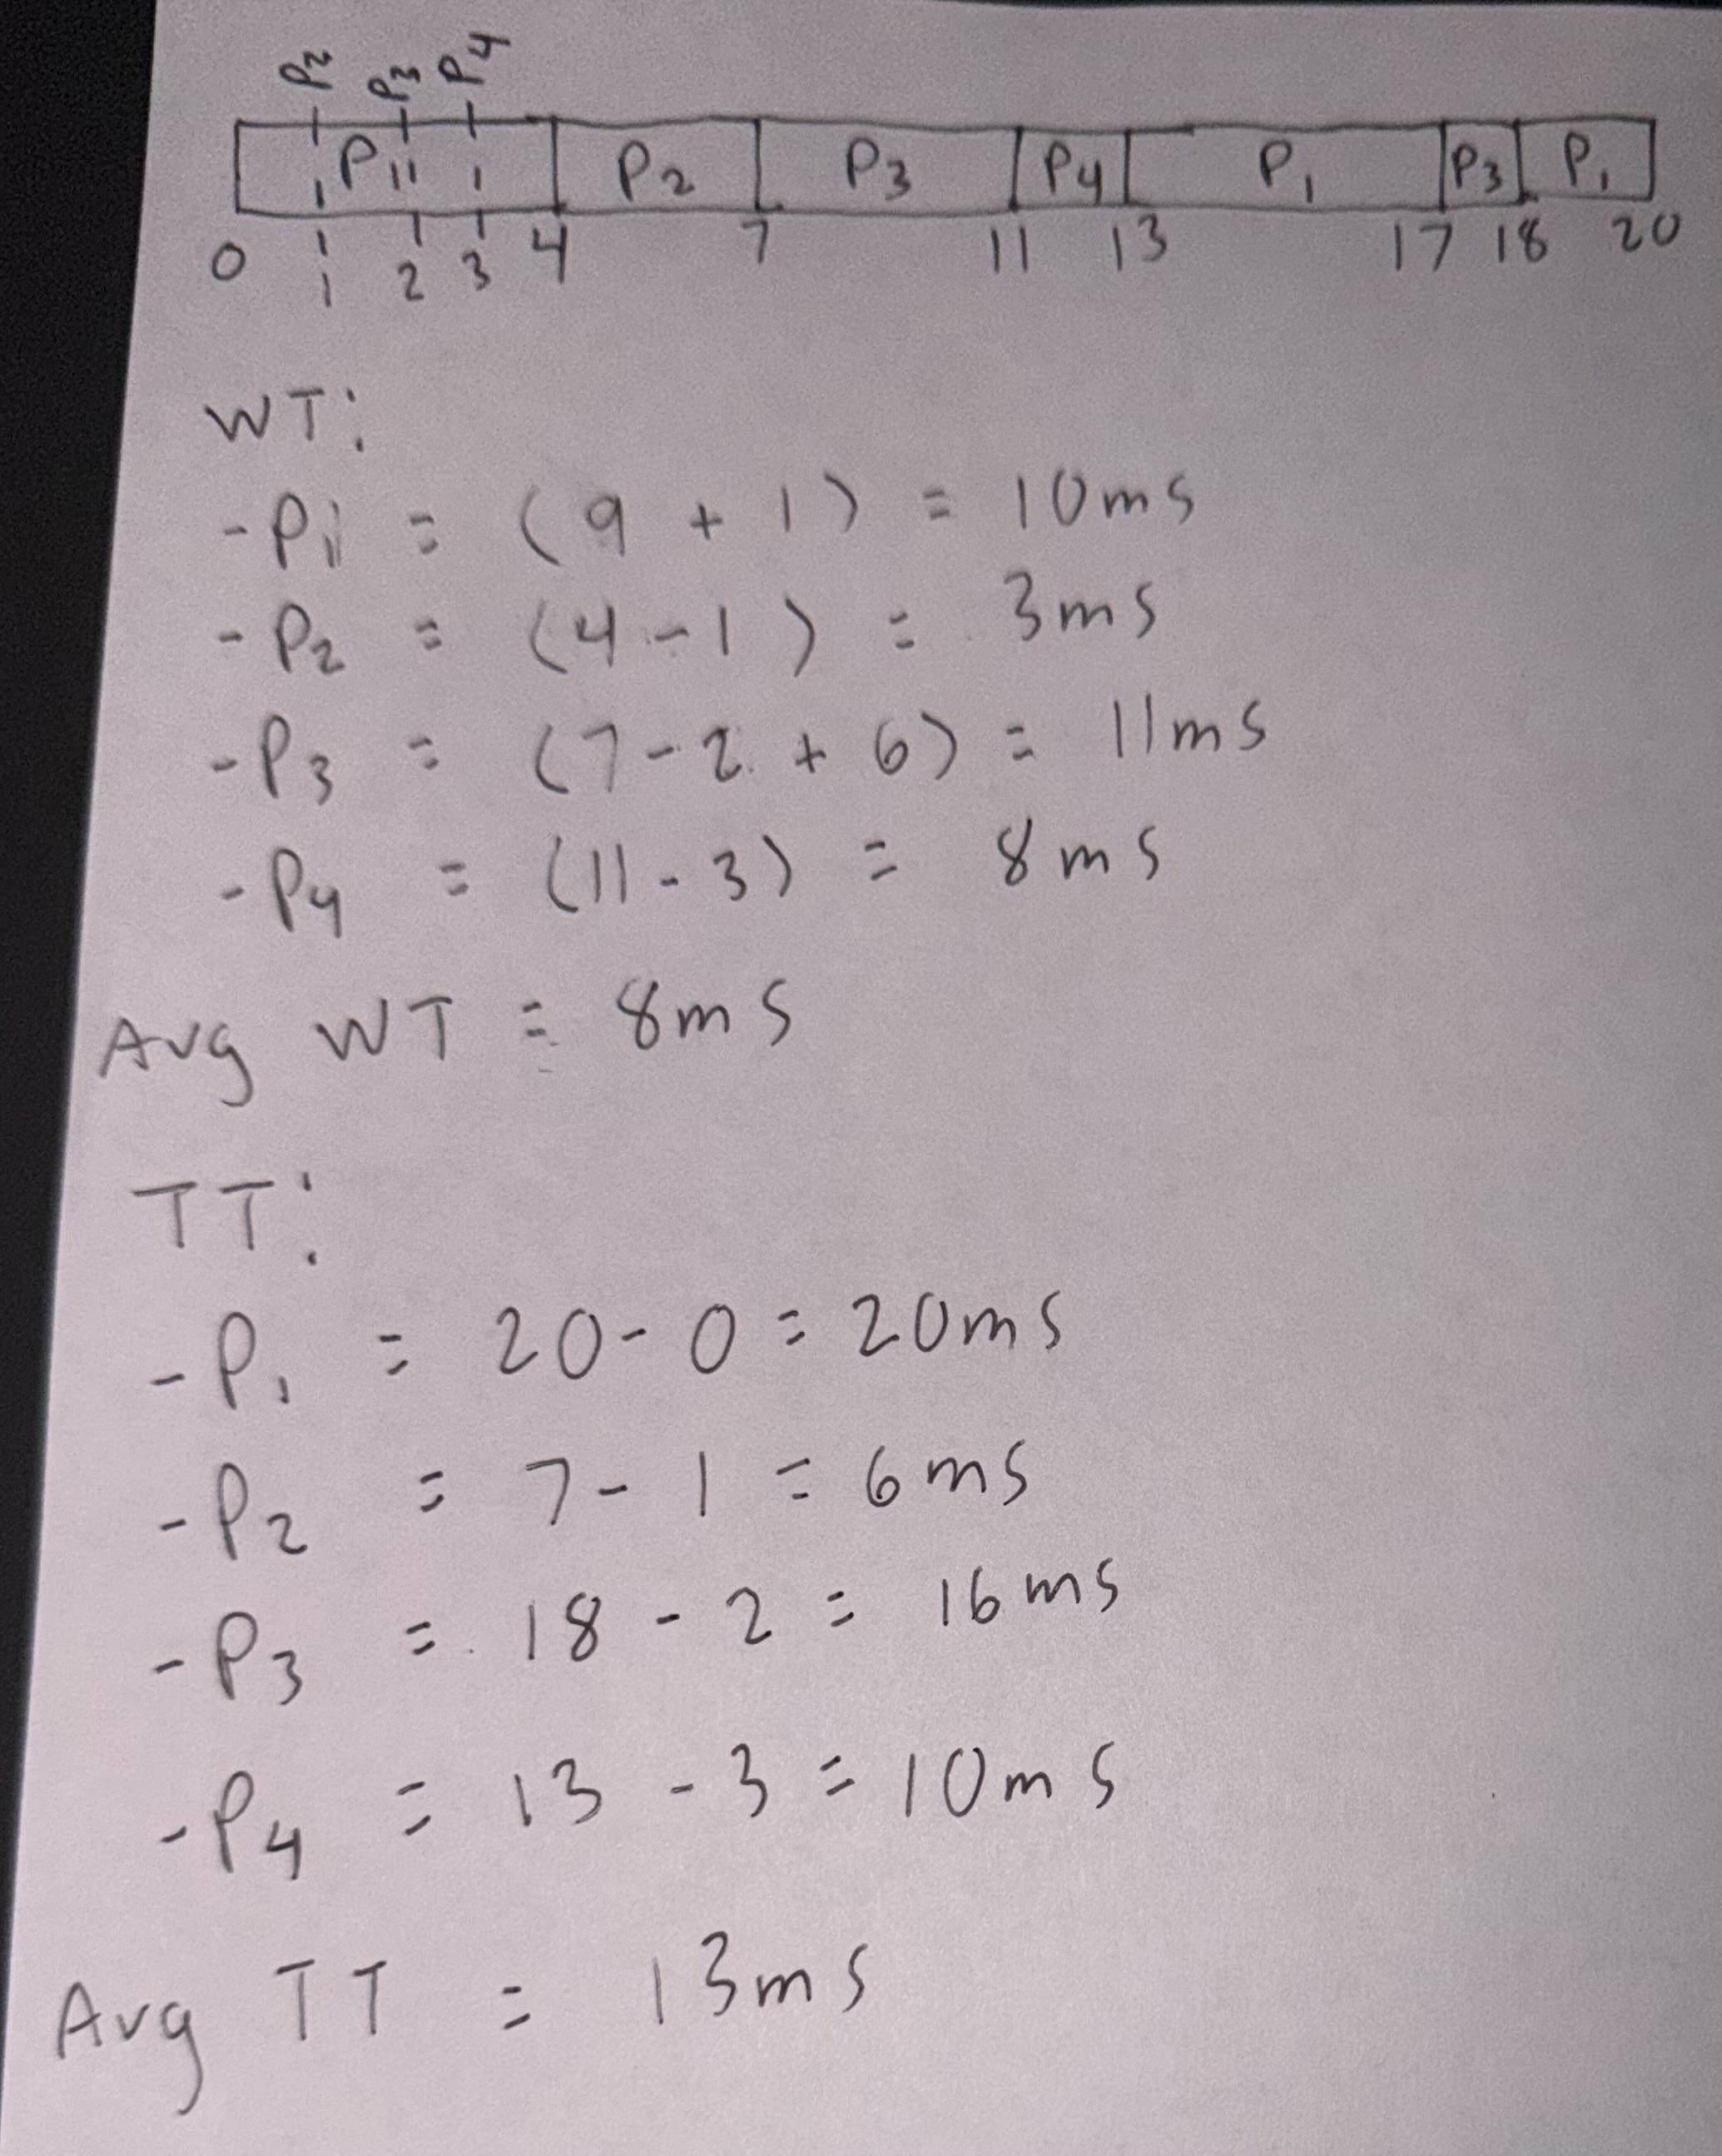 P2 P3 P4
P1 P2 P3 P4 P1 P3 P1
0 1 2 3 4 7 11 13 17 18 20
WT:
- P1 = (9 + 1) = 10ms
- P2 = (4 - 1) = 3ms
- P3 = (7 - 2 + 6) = 11ms
- P4 = (11 - 3) = 8ms
Avg WT = 8ms
TT:
- P1 = 20 - 0 = 20ms
- P2 = 7 - 1 = 6ms
- P3 = 18 - 2 = 16ms
- P4 = 13 - 3 = 10ms
Avg TT = 13ms